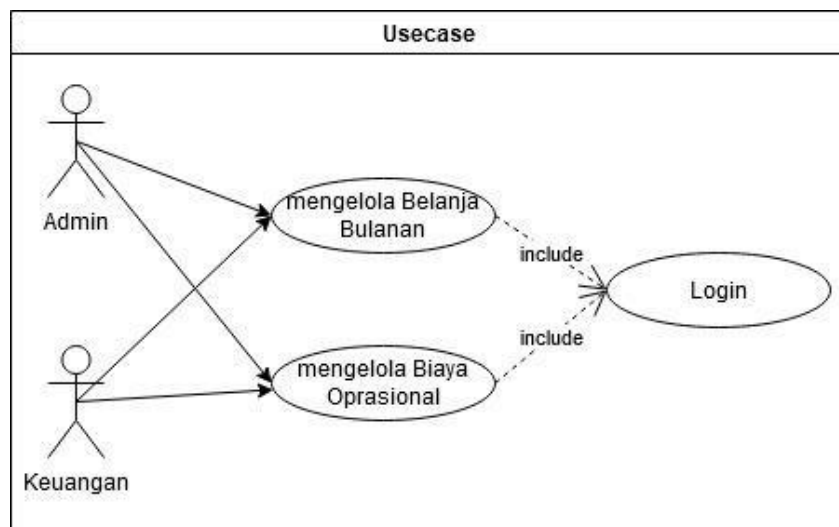 Usecase
Admin
mengelola Belanja
Bulanan
include
Login
include
mengelola Biaya
Oprasional
Keuangan